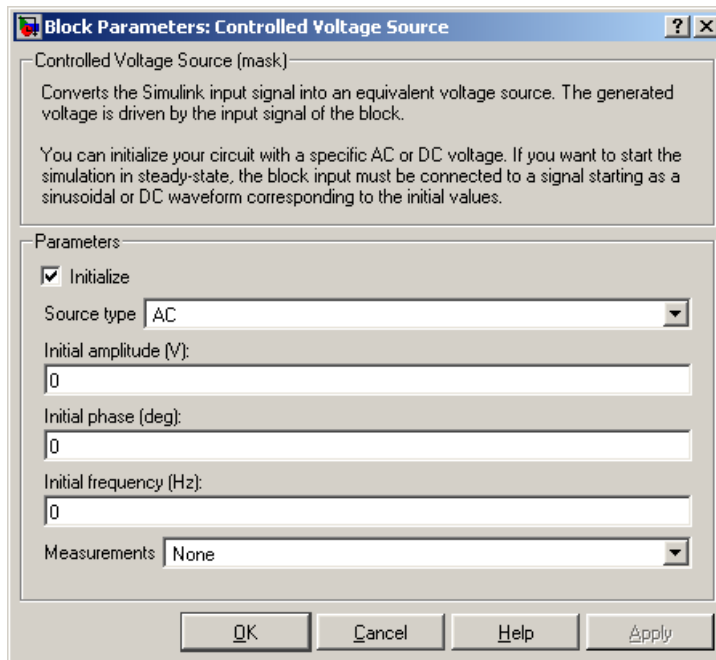 Block Parameters: Controlled Voltage Source
Controlled Voltage Source (mask)
Converts the Simulink input signal into an equivalent voltage source. The generated
voltage is driven by the input signal of the block.
You can initialize your circuit with a specific AC or DC voltage. If you want to start the
simulation in steady-state, the block input must be connected to a signal starting as a
sinusoidal or DC waveform corresponding to the initial values.
Parameters
Initialize
Source type AC
Initial amplitude (V):
0
Initial phase (deg):
0
Initial frequency (Hz):
0
Measurements None
OK Cancel Help Apply